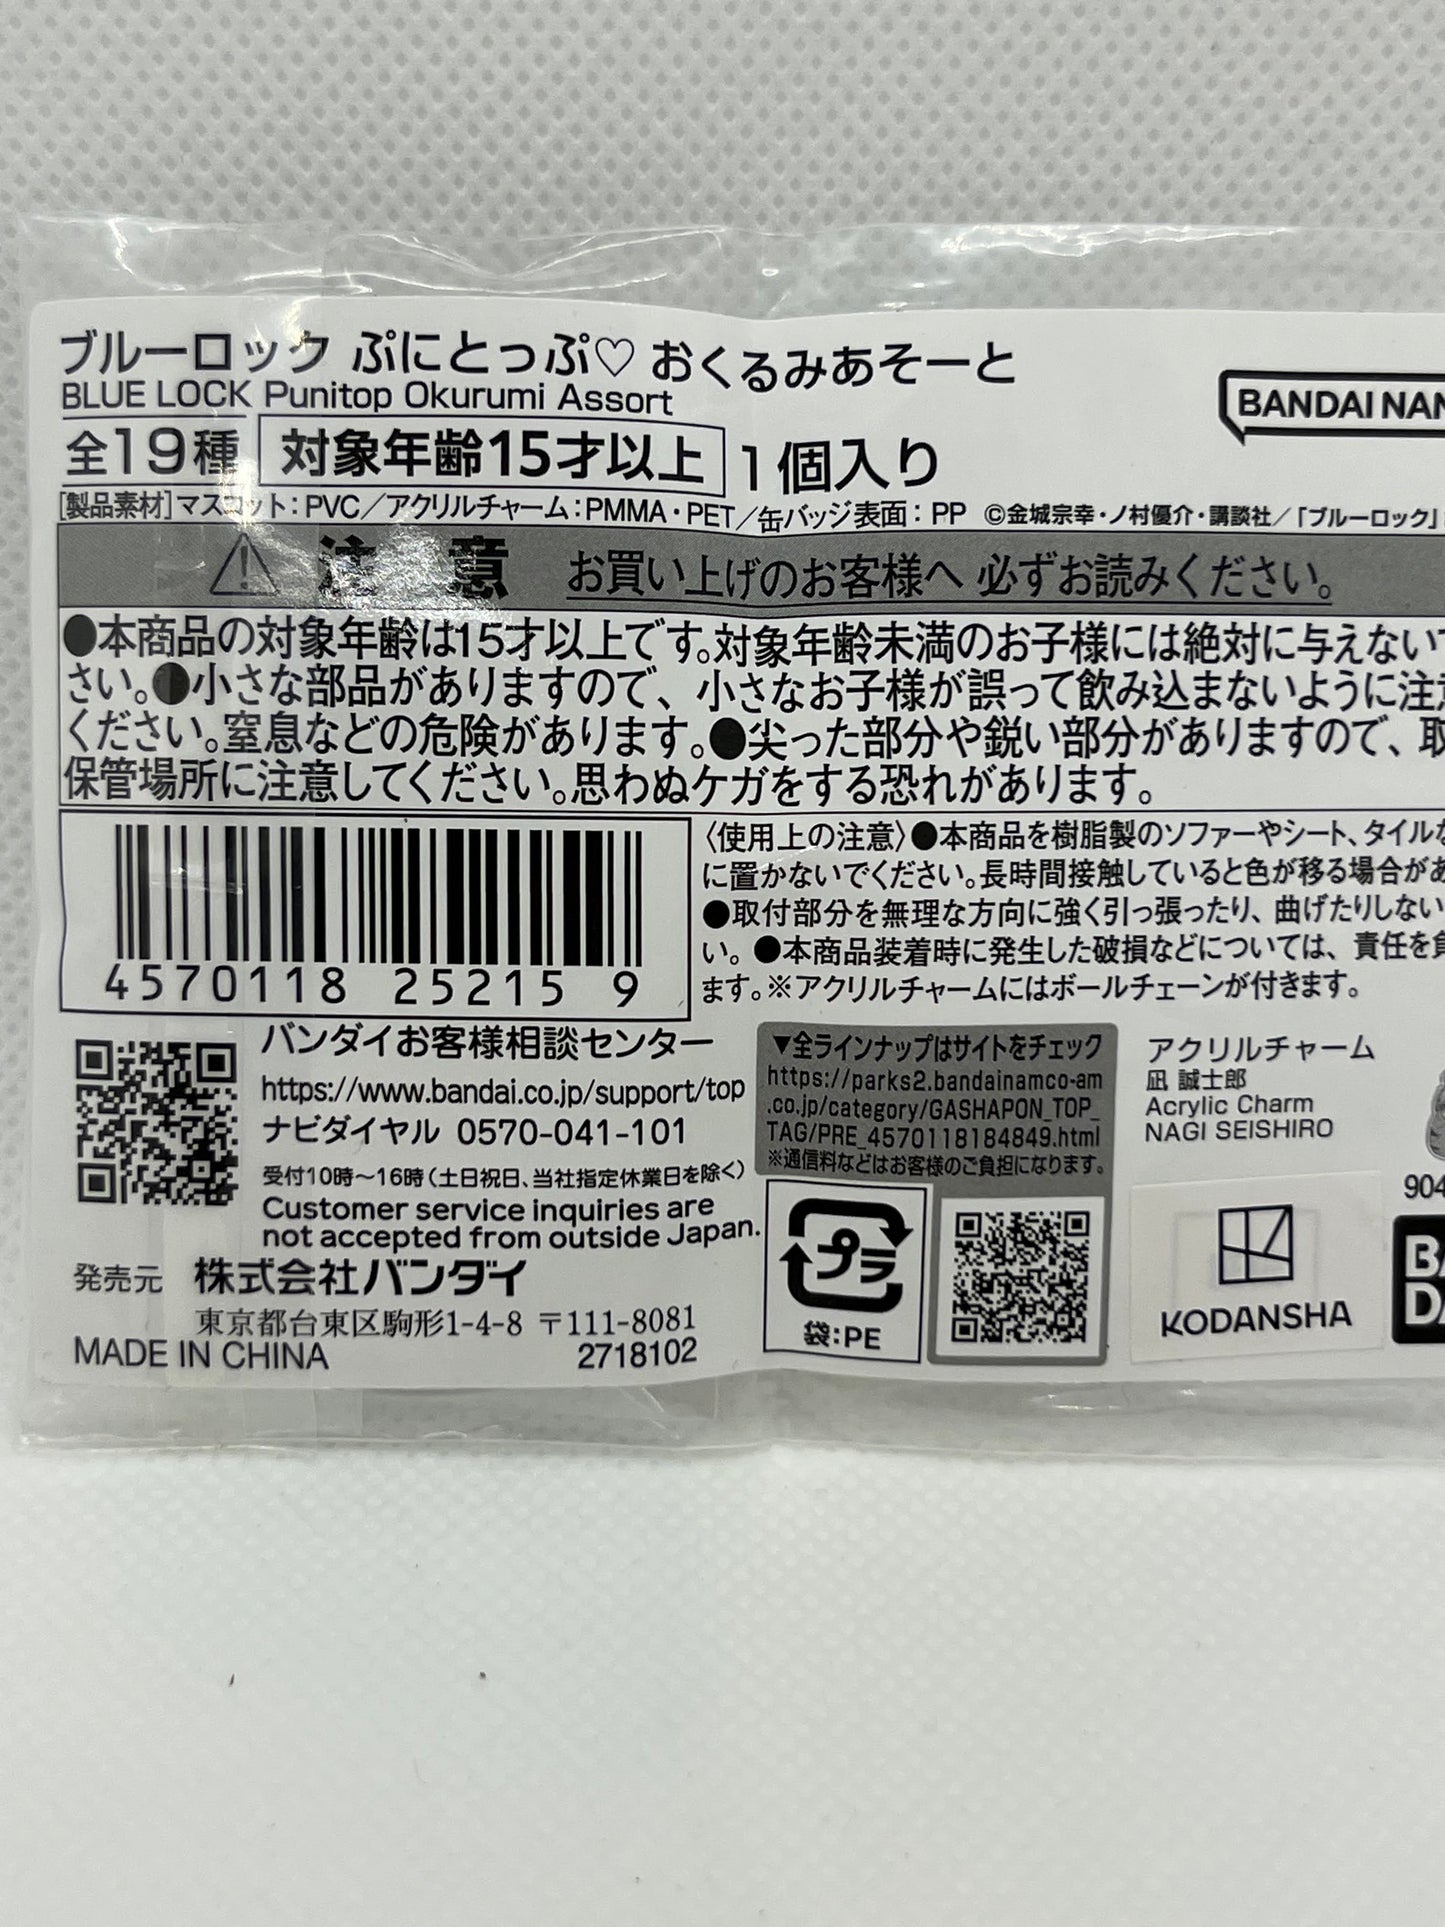 ブルーロック ぷにとっぷ♡ おくるみあそーと
BLUE LOCK Punitop Okurumi Assort
BANDAI NAM
全19種 対象年齢15才以上 1個入り
[製品素材]マスコット:PVC/アクリルチャーム:PMMA・PET/缶バッジ表面:PP ©金城宗幸・ノ村優介・講談社/「ブルーロック」
注意 お買い上げのお客様へ 必ずお読みください。
●本商品の対象年齢は15才以上です。対象年齢未満のお子様には絶対に与えない
さい。●小さな部品がありますので、小さなお子様が誤って飲み込まないように注意
ください。窒息などの危険があります。●尖った部分や鋭い部分がありますので、取
保管場所に注意してください。思わぬケガをする恐れがあります。
4570118 25215 9
〈使用上の注意〉●本商品を樹脂製のソファーやシート、タイルな
に置かないでください。長時間接触していると色が移る場合があ
●取付部分を無理な方向に強く引っ張ったり、曲げたりしない
い。●本商品装着時に発生した破損などについては、責任を負
ます。※アクリルチャームにはボールチェーンが付きます。
バンダイお客様相談センター
https://www.bandai.co.jp/support/top
ナビダイヤル 0570-041-101
受付10時～16時(土日祝日、当社指定休業日を除く)
Customer service inquiries are
not accepted from outside Japan.
発売元 株式会社バンダイ
東京都台東区駒形1-4-8 〒111-8081
MADE IN CHINA 2718102
▼全ラインナップはサイトをチェック
https://parks2.bandainamco-am
.co.jp/category/GASHAPON_TOP_
TAG/PRE_4570118184849.html
※通信料などはお客様のご負担になります。
プラ
袋:PE
アクリルチャーム
凪 誠士郎
Acrylic Charm
NAGI SEISHIRO
904
KODANSHA
BA
DA